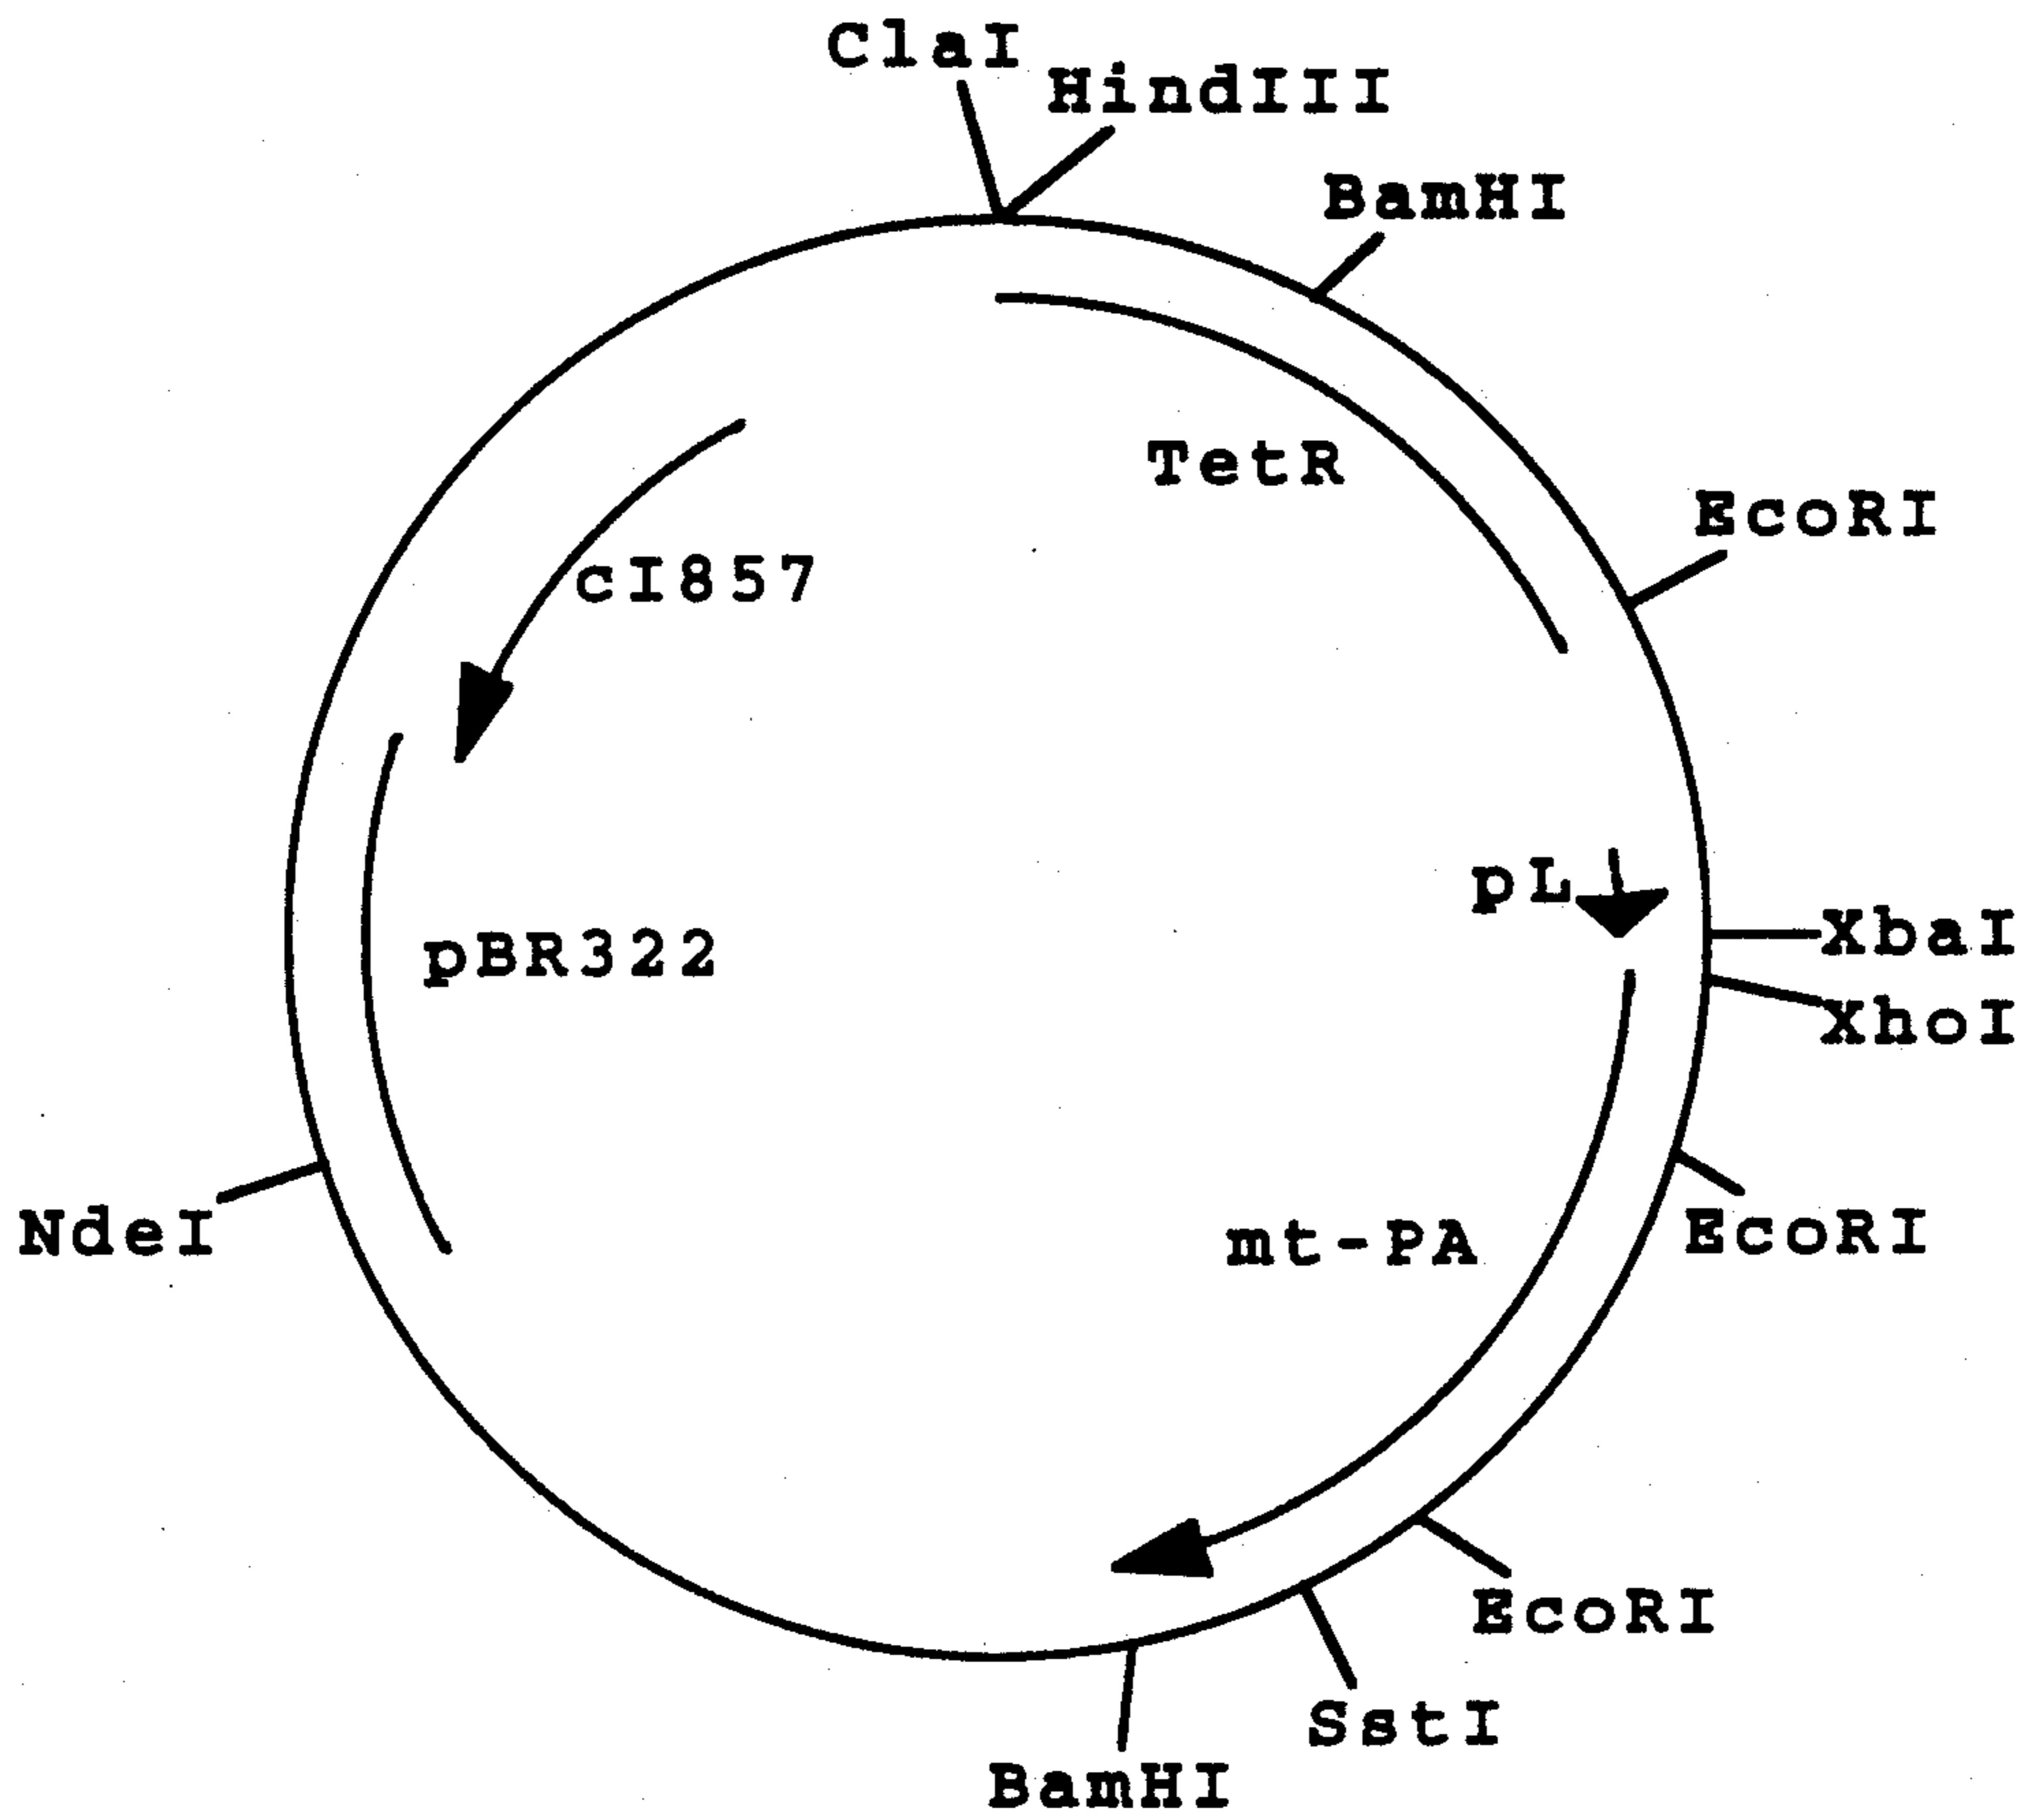 ClaI
HindIII
BamHI
TetR
EcoRI
cI857
pL
XbaI
pBR322
XhoI
NdeI
mt-PA
EcoRI
EcoRI
SstI
BamHI